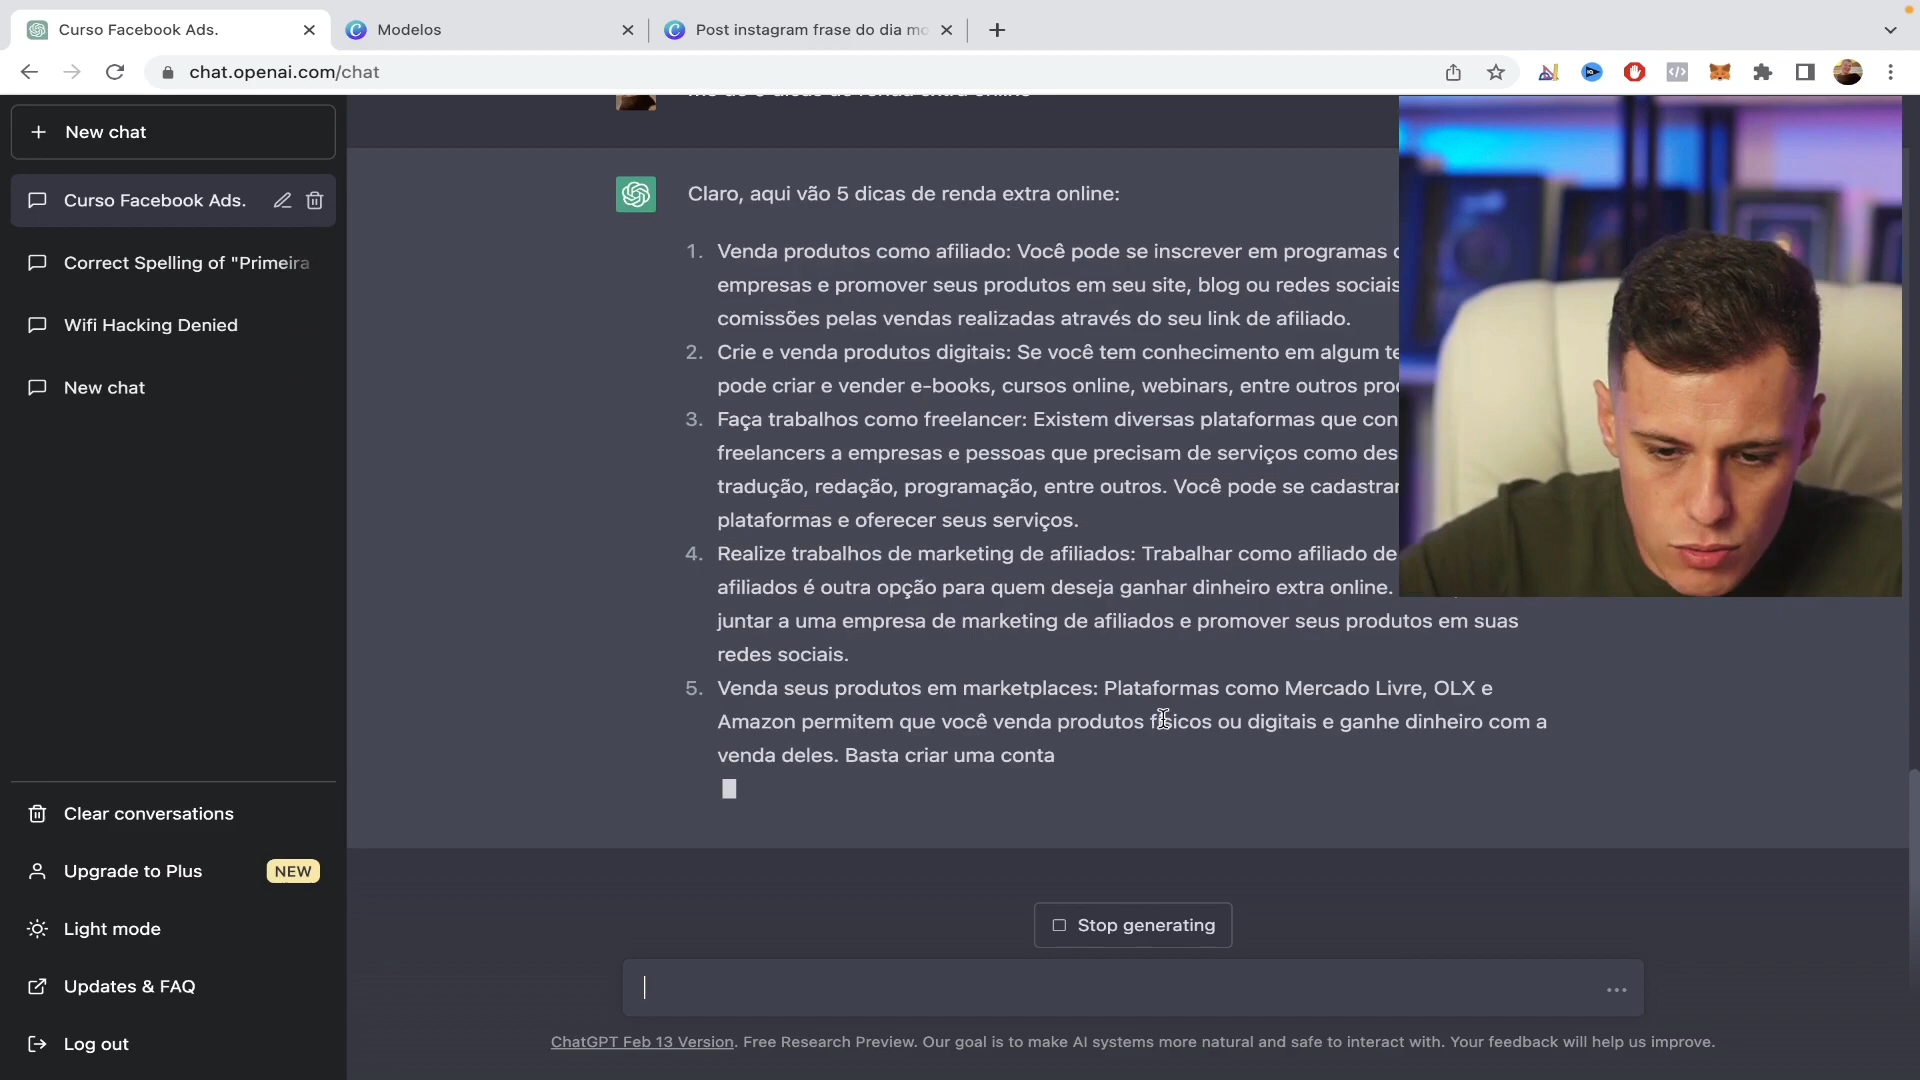 Curso Facebook Ads.
Modelos
Post instagram frase do dia mo
chat.openai.com/chat
New chat
Curso Facebook Ads.
Correct Spelling of "Primeira
Wifi Hacking Denied
New chat
Clear conversations
Upgrade to Plus NEW
Light mode
Updates & FAQ
Log out
Claro, aqui vão 5 dicas de renda extra online:
1. Venda produtos como afiliado: Você pode se inscrever em programas
empresas e promover seus produtos em seu site, blog ou redes sociais
comissões pelas vendas realizadas através do seu link de afiliado.
2. Crie e venda produtos digitais: Se você tem conhecimento em algum te
pode criar e vender e-books, cursos online, webinars, entre outros pro
3. Faça trabalhos como freelancer: Existem diversas plataformas que con
freelancers a empresas e pessoas que precisam de serviços como des
tradução, redação, programação, entre outros. Você pode se cadastrar
plataformas e oferecer seus serviços.
4. Realize trabalhos de marketing de afiliados: Trabalhar como afiliado de
afiliados é outra opção para quem deseja ganhar dinheiro extra online.
juntar a uma empresa de marketing de afiliados e promover seus produtos em suas
redes sociais.
5. Venda seus produtos em marketplaces: Plataformas como Mercado Livre, OLX e
Amazon permitem que você venda produtos físicos ou digitais e ganhe dinheiro com a
venda deles. Basta criar uma conta
Stop generating
ChatGPT Feb 13 Version. Free Research Preview. Our goal is to make AI systems more natural and safe to interact with. Your feedback will help us improve.